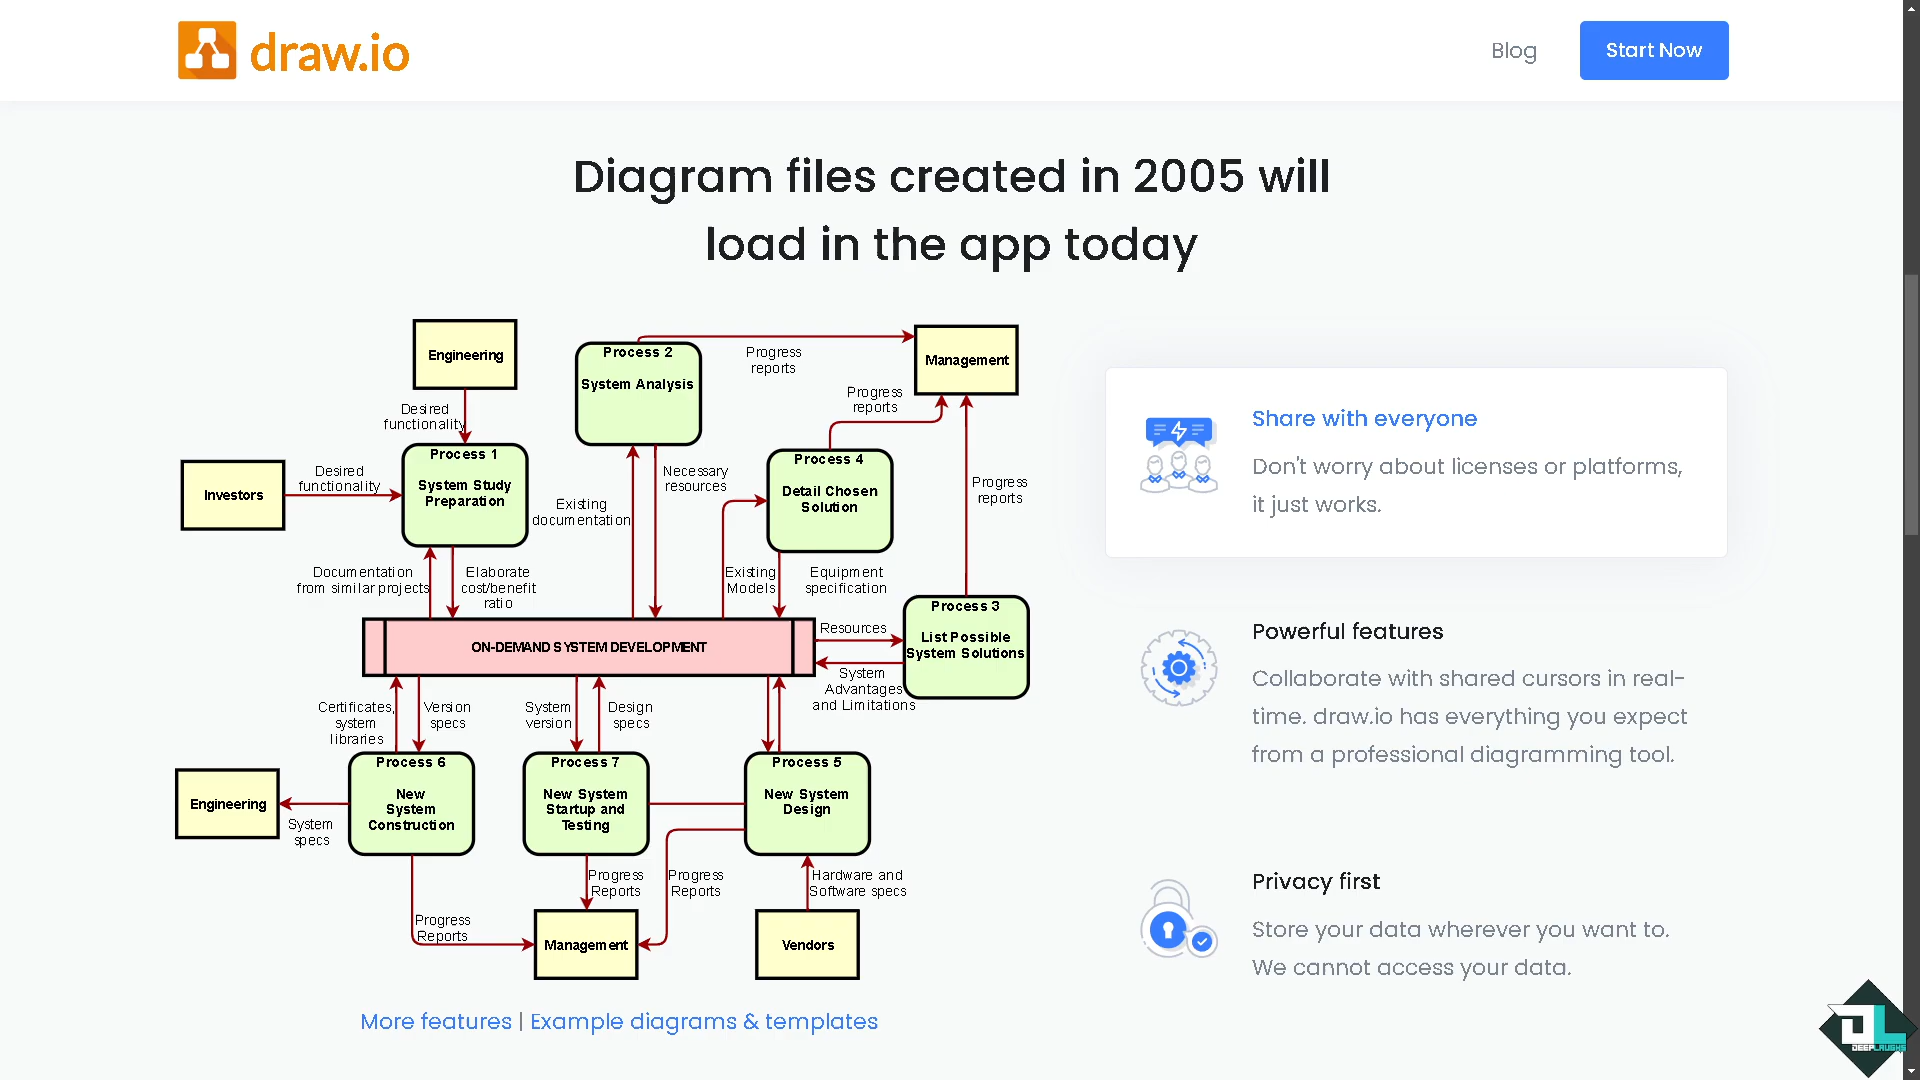 draw.io
Blog
Start Now
Diagram files created in 2005 will
load in the app today
Engineering
Process 2
System Analysis
Progress
reports
Management
Desired
functionality
Progress
reports
Investors
Desired
functionality
Process 1
System Study
Preparation
Existing
documentation
Necessary
resources
Process 4
Detail Chosen
Solution
Progress
reports
Documentation
from similar projects
Elaborate
cost/benefit
ratio
Existing
Models
Equipment
specification
ON-DEMAND SYSTEM DEVELOPMENT
Resources
Process 3
List Possible
System Solutions
System
Advantages
and Limitations
Certificates,
system
libraries
Version
specs
System
version
Design
specs
Engineering
System
specs
Process 6
New
System
Construction
Process 7
New System
Startup and
Testing
Process 5
New System
Design
Progress
Reports
Progress
Reports
Progress
Reports
Hardware and
Software specs
Management
Vendors
More features | Example diagrams & templates
Share with everyone
Don't worry about licenses or platforms,
it just works.
Powerful features
Collaborate with shared cursors in real-
time. draw.io has everything you expect
from a professional diagramming tool.
Privacy first
Store your data wherever you want to.
We cannot access your data.
DL
DEEPLAUGHS